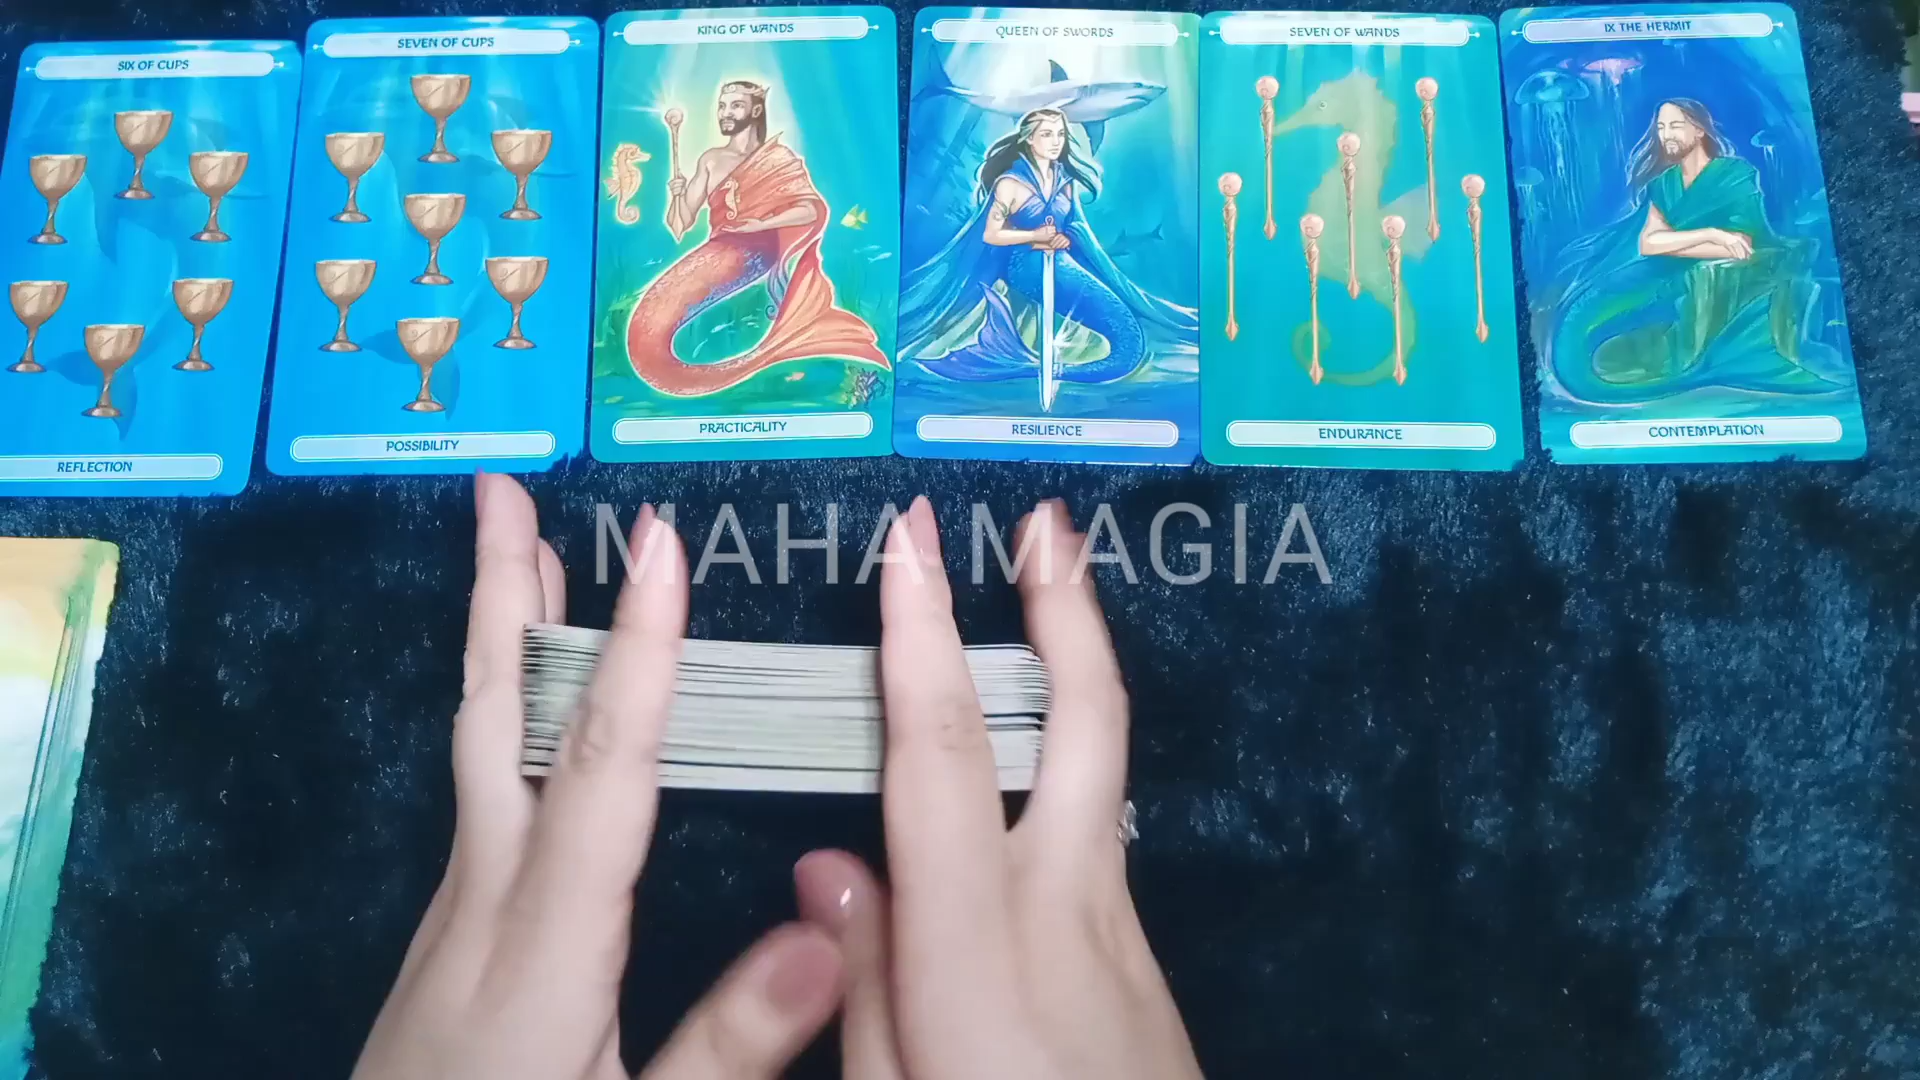 SIX OF CUPS
SEVEN OF CUPS
KING OF WANDS
QUEEN OF SWORDS
SEVEN OF WANDS
IX THE HERMIT
REFLECTION
POSSIBILITY
PRACTICALITY
RESILIENCE
ENDURANCE
CONTEMPLATION
MAHA MAGIA